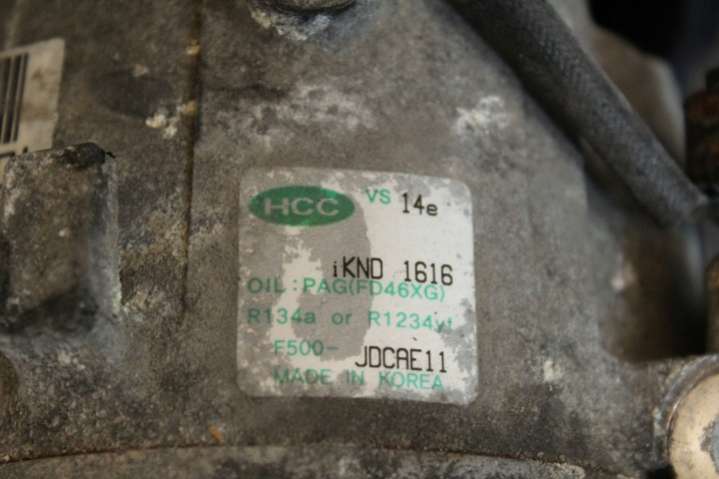 HCC VS 14e
iKND 1616
OIL : PAG(FD46XG)
R134a or R1234yf
F500- JDCAE11
MADE IN KOREA